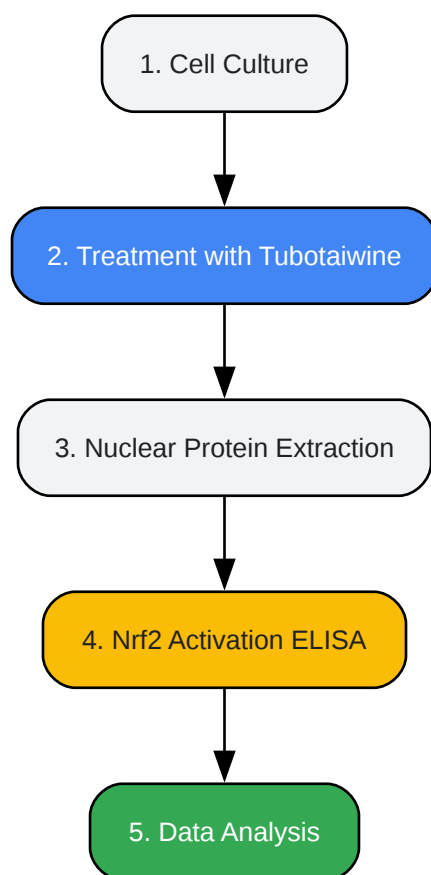 1. Cell Culture
2. Treatment with Tubotaiwine
3. Nuclear Protein Extraction
4. Nrf2 Activation ELISA
5. Data Analysis